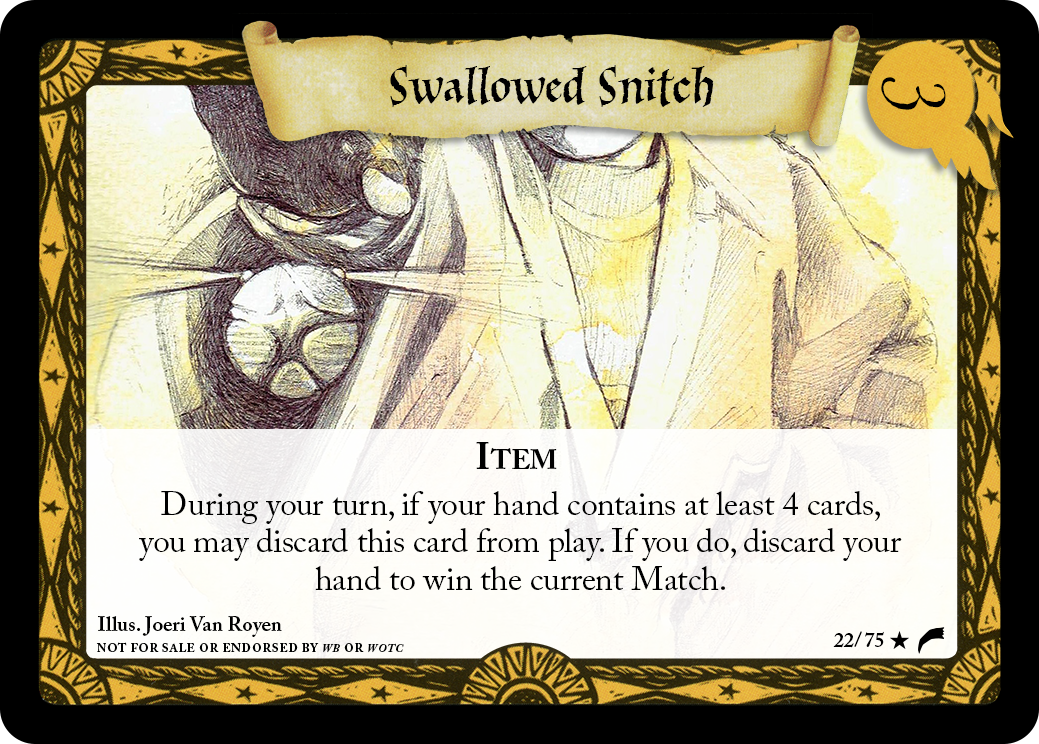 Swallowed Snitch
3
ITEM
During your turn, if your hand contains at least 4 cards,
you may discard this card from play. If you do, discard your
hand to win the current Match.
Illus. Joeri Van Royen
NOT FOR SALE OR ENDORSED BY WB OR WOTC
22/75 ★